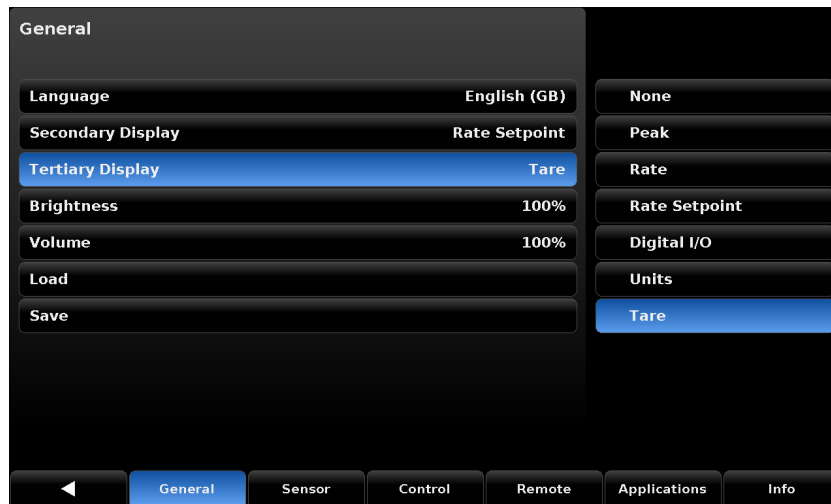 General
Language English (GB)
Secondary Display Rate Setpoint
Tertiary Display Tare
Brightness 100%
Volume 100%
Load
Save
None
Peak
Rate
Rate Setpoint
Digital I/O
Units
Tare
General Sensor Control Remote Applications Info